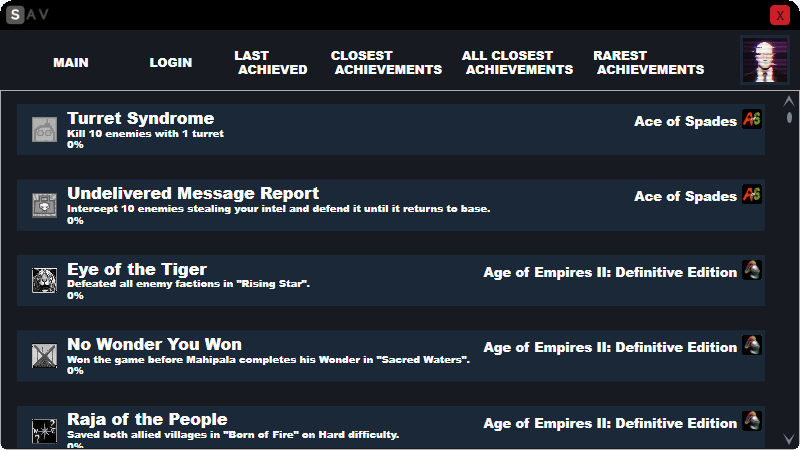 SAV
X
MAIN
LOGIN
LAST
ACHIEVED
CLOSEST
ACHIEVEMENTS
ALL CLOSEST
ACHIEVEMENTS
RAREST
ACHIEVEMENTS
Turret Syndrome
Kill 10 enemies with 1 turret
0%
Ace of Spades
AS
Undelivered Message Report
Intercept 10 enemies stealing your intel and defend it until it returns to base.
0%
Ace of Spades
AS
Eye of the Tiger
Defeated all enemy factions in "Rising Star".
0%
Age of Empires II: Definitive Edition
No Wonder You Won
Won the game before Mahipala completes his Wonder in "Sacred Waters".
0%
Age of Empires II: Definitive Edition
Raja of the People
Saved both allied villages in "Born of Fire" on Hard difficulty.
0%
Age of Empires II: Definitive Edition